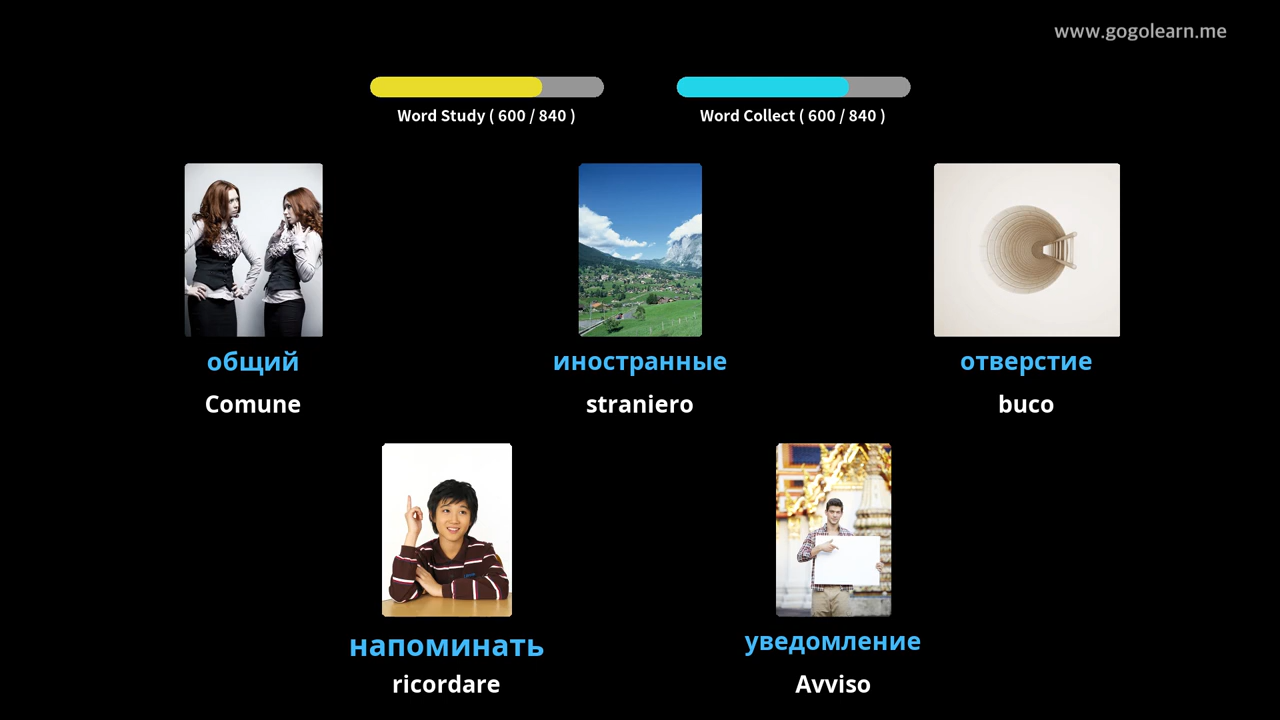 www.gogolearn.me
Word Study ( 600 / 840 )
Word Collect ( 600 / 840 )
общий
Comune
иностранные
straniero
отверстие
buco
напоминать
ricordare
уведомление
Avviso